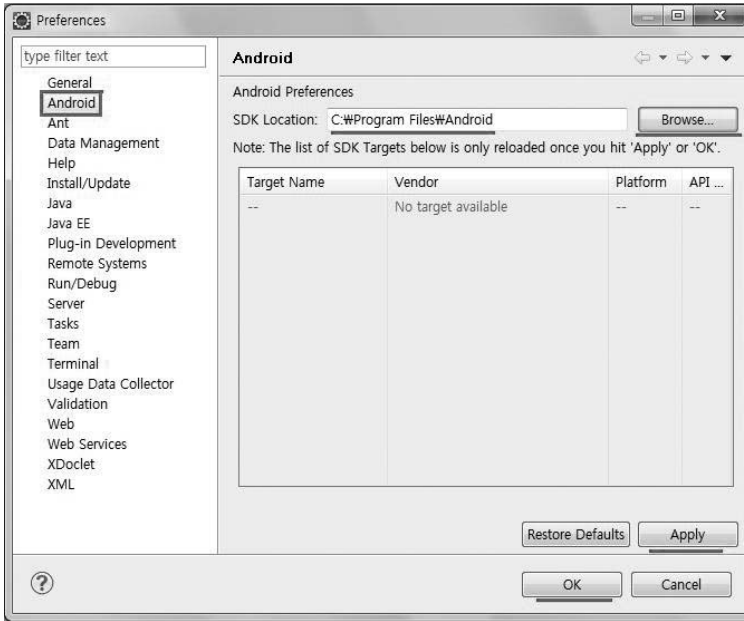 Preferences
type filter text
General
Android
Ant
Data Management
Help
Install/Update
Java
Java EE
Plug-in Development
Remote Systems
Run/Debug
Server
Tasks
Team
Terminal
Usage Data Collector
Validation
Web
Web Services
XDoclet
XML
Android
Android Preferences
SDK Location: C:₩Program Files₩Android Browse...
Note: The list of SDK Targets below is only reloaded once you hit 'Apply' or 'OK'.
Target Name Vendor Platform API ...
-- No target available -- --
Restore Defaults Apply
? OK Cancel